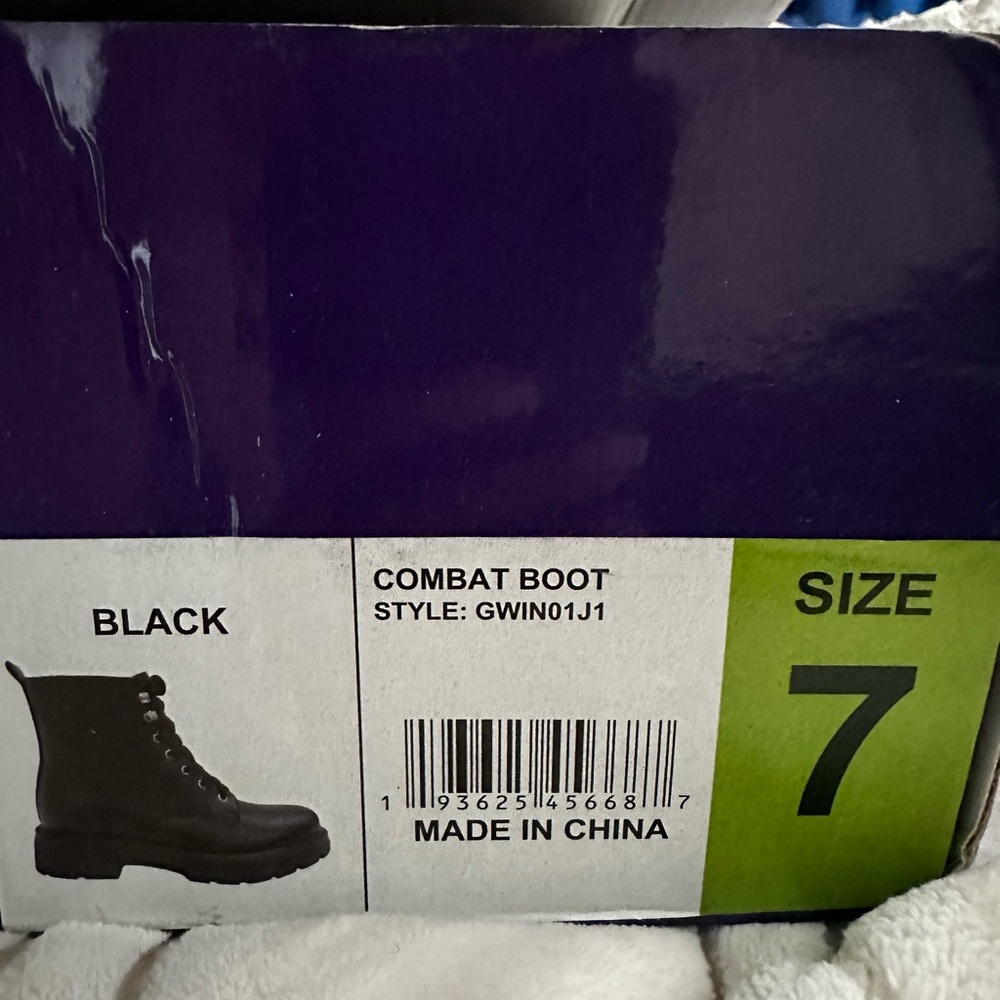 BLACK
COMBAT BOOT
STYLE: GWIN01J1
1 93625 45668 7
MADE IN CHINA
SIZE
7